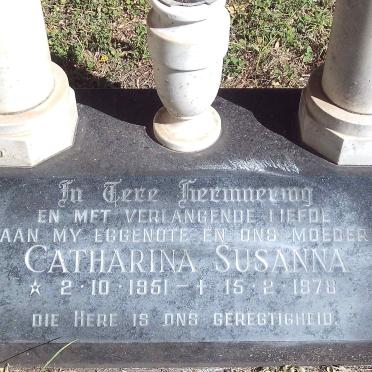 In Tere Herinnering
EN MET VERLANGENDE LIEFDE
AAN MY EGGENOTE EN ONS MOEDER
CATHARINA SUSANNA
☆ 2·10·1951 – † 15·2·1978
DIE HERE IS ONS GEREGTIGHEID